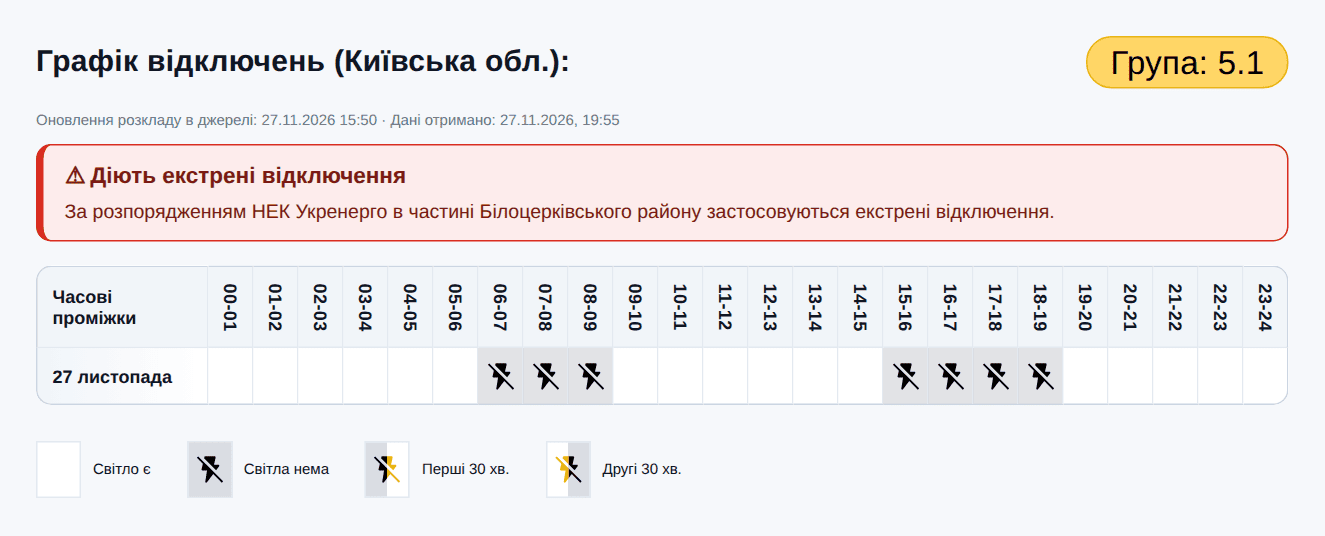 Графік відключень (Київська обл.):
Група: 5.1
Оновлення розкладу в джерелі: 27.11.2026 15:50 · Дані отримано: 27.11.2026, 19:55
⚠ Діють екстрені відключення
За розпорядженням НЕК Укренерго в частині Білоцерківського району застосовуються екстрені відключення.
Часові проміжки 00-01 01-02 02-03 03-04 04-05 05-06 06-07 07-08 08-09 09-10 10-11 11-12 12-13 13-14 14-15 15-16 16-17 17-18 18-19 19-20 20-21 21-22 22-23 23-24
27 листопада
Світло є Світла нема Перші 30 хв. Другі 30 хв.